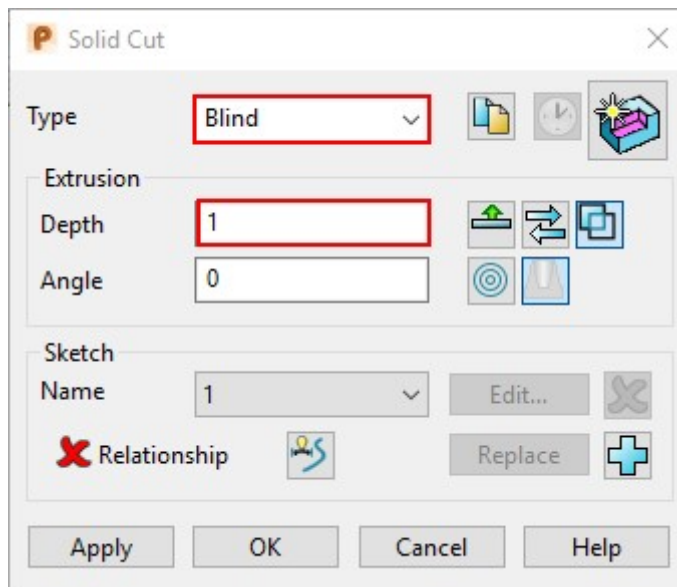 Solid Cut
Type Blind
Extrusion
Depth 1
Angle 0
Sketch
Name 1 Edit...
Relationship Replace
Apply OK Cancel Help